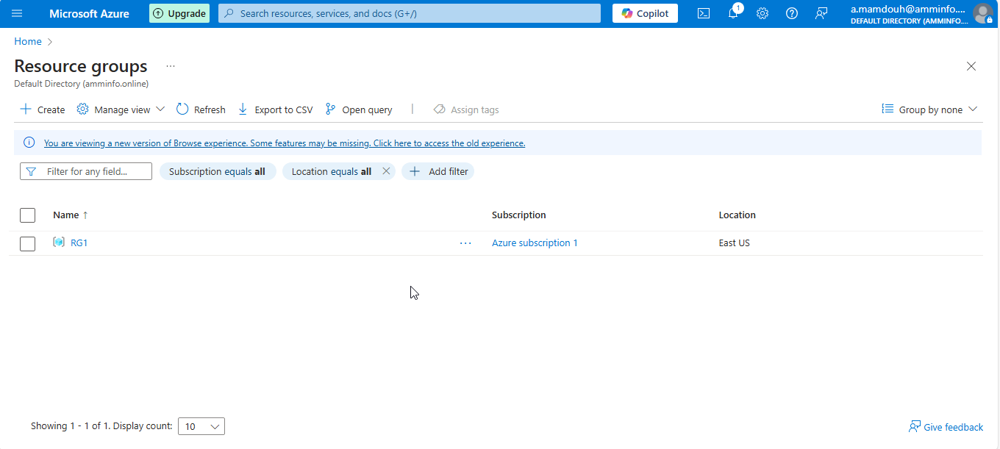 Microsoft Azure Upgrade Search resources, services, and docs (G+/) Copilot 1 a.mamdouh@amminfo....
DEFAULT DIRECTORY (AMMINFO....
Home
Resource groups ...
Default Directory (amminfo.online)
Create Manage view Refresh Export to CSV Open query Assign tags Group by none
You are viewing a new version of Browse experience. Some features may be missing. Click here to access the old experience.
Filter for any field... Subscription equals all Location equals all Add filter
Name ↑ Subscription Location
RG1 ... Azure subscription 1 East US
Showing 1 - 1 of 1. Display count: 10 Give feedback